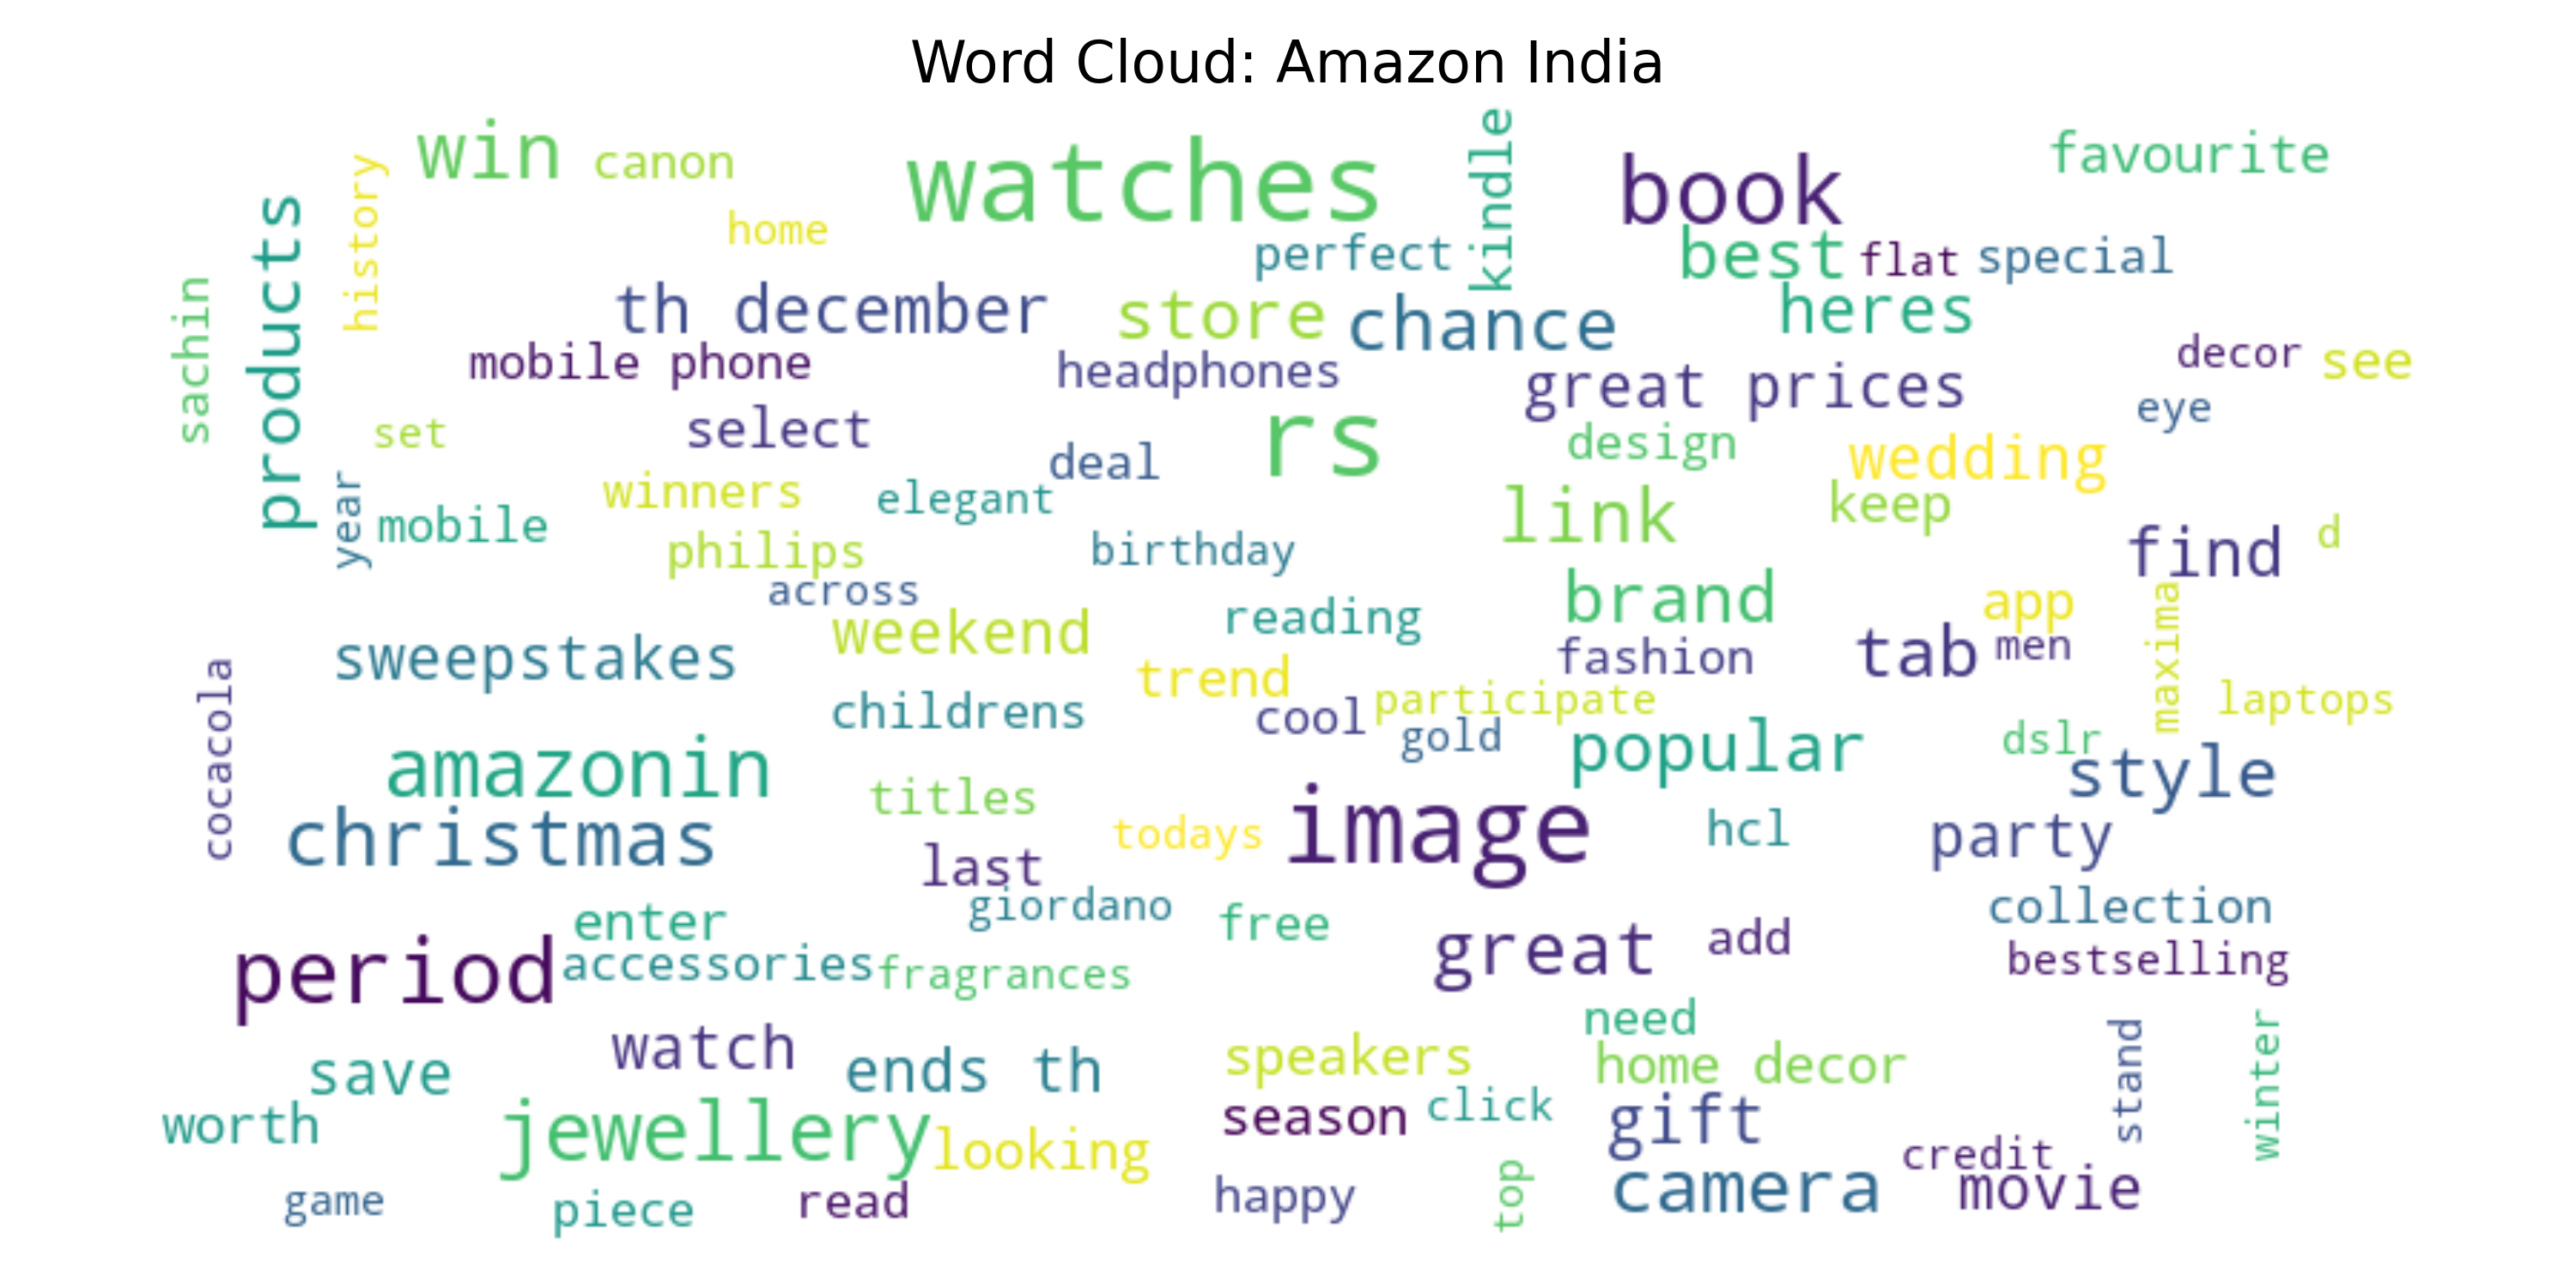 Word Cloud: Amazon India
win
canon
watches
kindle
book
favourite
history
home
products
perfect
best
flat
special
sachin
th december
store
chance
heres
mobile phone
headphones
great prices
decor
see
set
select
rs
design
eye
deal
wedding
winners
elegant
link
keep
year
mobile
philips
birthday
find
d
across
brand
app
maxima
weekend
reading
sweepstakes
fashion
tab
men
trend
participate
laptops
cocacola
childrens
cool
gold
popular
dslr
amazonin
style
titles
christmas
todays
image
hcl
party
last
giordano
collection
enter
free
great
add
period
accessories
fragrances
bestselling
need
watch
speakers
home decor
stand
winter
save
ends th
worth
jewellery
looking
season
click
gift
credit
game
piece
read
happy
top
camera
movie